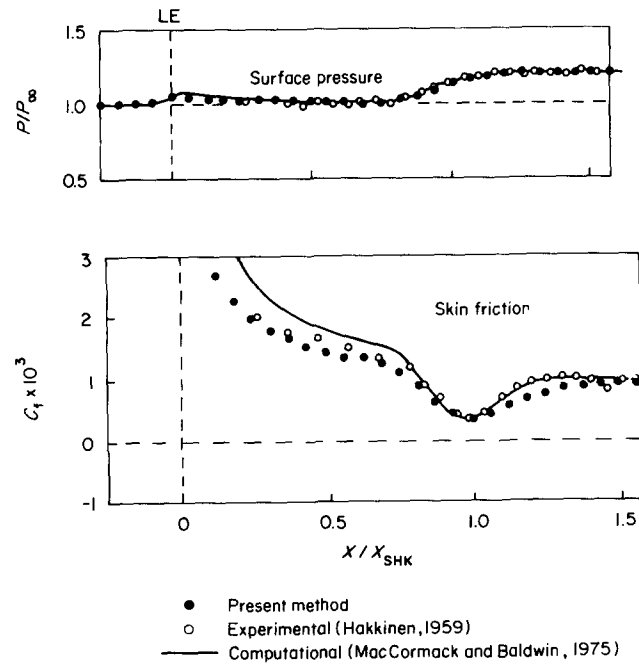 LE
1.5
Surface pressure
P/P∞
1.0
0.5
3
Skin friction
2
C_f x 10^3
1
0
-1
0
0.5
1.0
1.5
X/X_SHK
● Present method
○ Experimental (Hakkinen, 1959)
— Computational (MacCormack and Baldwin, 1975)